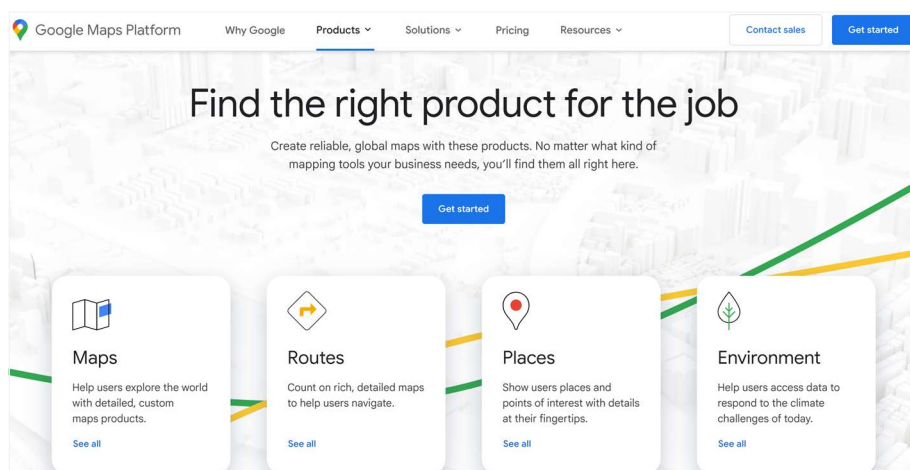 Google Maps Platform
Why Google
Products
Solutions
Pricing
Resources
Contact sales
Get started
Find the right product for the job
Create reliable, global maps with these products. No matter what kind of
mapping tools your business needs, you'll find them all right here.
Get started
Maps
Help users explore the world
with detailed, custom
maps products.
See all
Routes
Count on rich, detailed maps
to help users navigate.
See all
Places
Show users places and
points of interest with details
at their fingertips.
See all
Environment
Help users access data to
respond to the climate
challenges of today.
See all